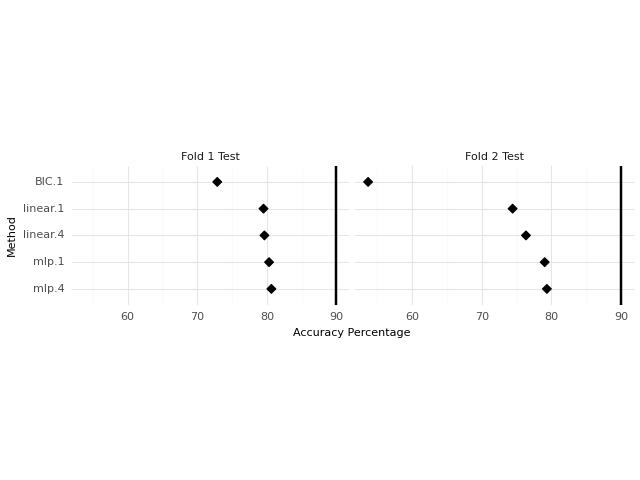 Fold 1 Test
Fold 2 Test
Method
BIC.1
linear.1
linear.4
mlp.1
mlp.4
60 70 80 90
60 70 80 90
Accuracy Percentage